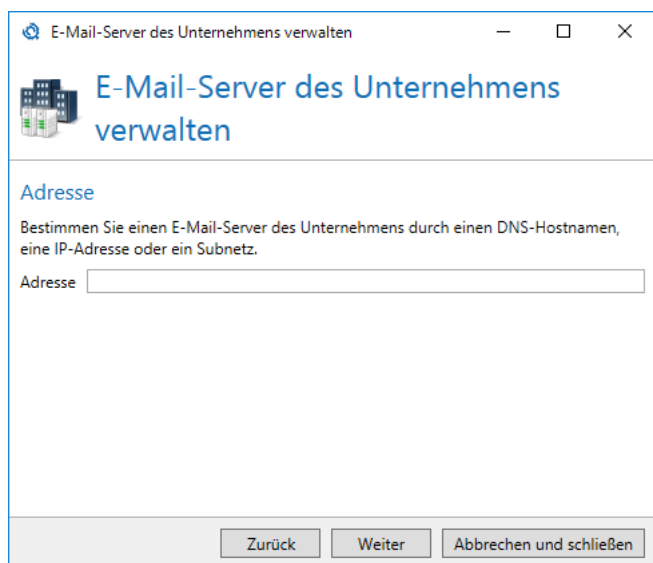 E-Mail-Server des Unternehmens verwalten
E-Mail-Server des Unternehmens
verwalten
Adresse
Bestimmen Sie einen E-Mail-Server des Unternehmens durch einen DNS-Hostnamen,
eine IP-Adresse oder ein Subnetz.
Adresse
Zurück Weiter Abbrechen und schließen